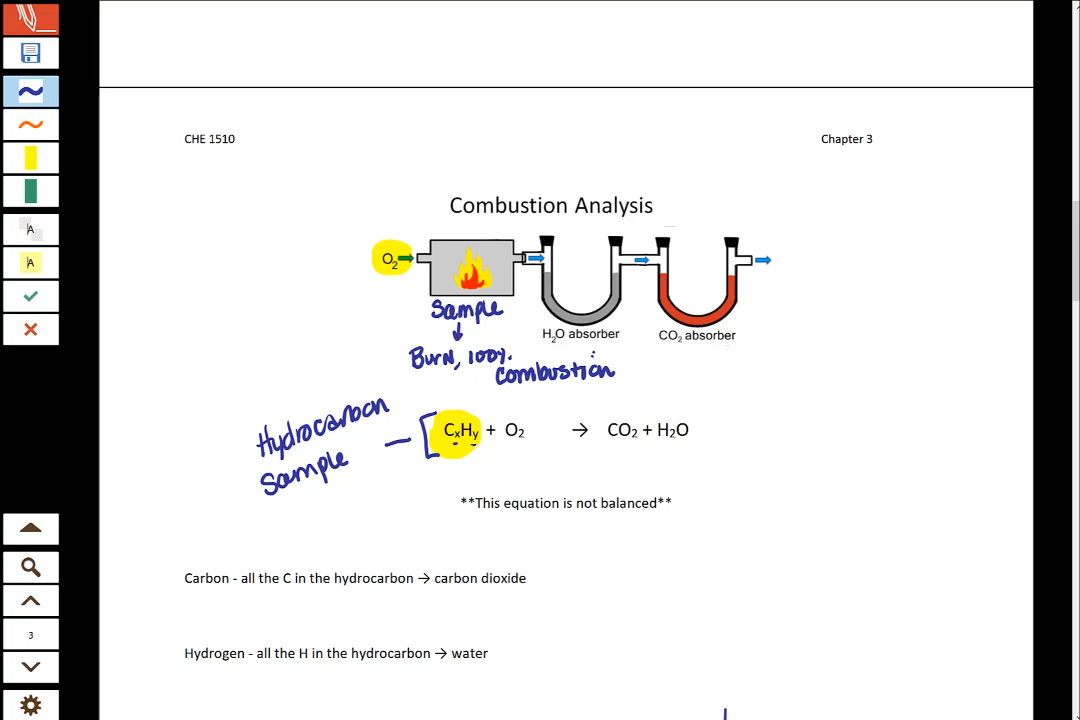 CHE 1510
Chapter 3
Combustion Analysis
O₂
Sample
H₂O absorber
CO₂ absorber
Burn, 100%
combustion
Hydrocarbon
Sample
CₓHᵧ + O₂ → CO₂ + H₂O
**This equation is not balanced**
Carbon - all the C in the hydrocarbon → carbon dioxide
Hydrogen - all the H in the hydrocarbon → water
A
A
3